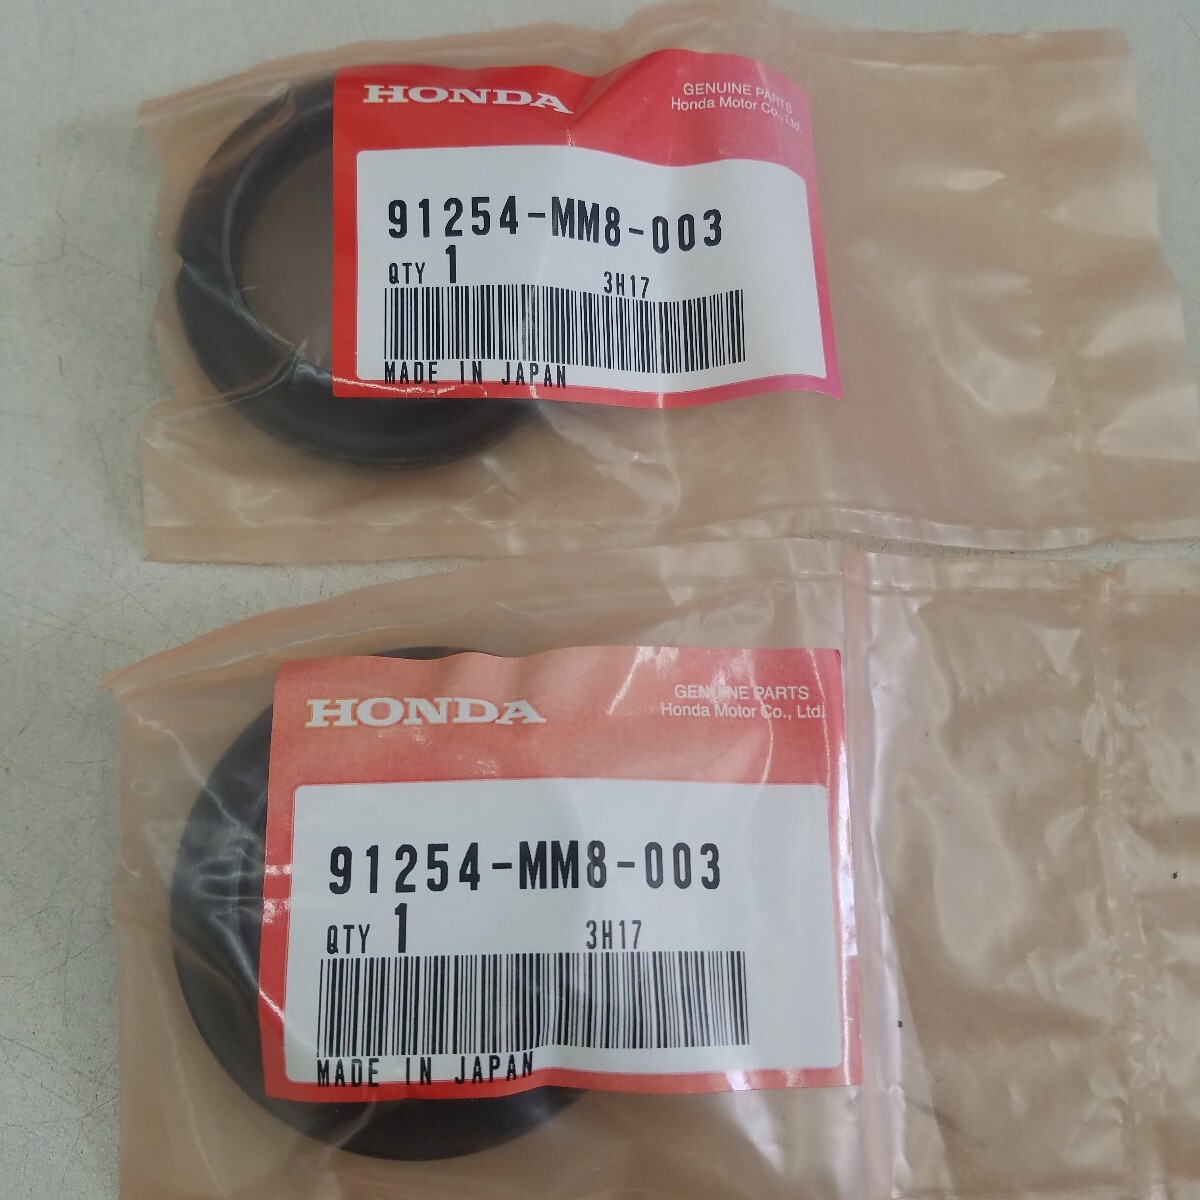 HONDA
GENUINE PARTS
Honda Motor Co., Ltd.
91254-MM8-003
QTY 1 3H17
MADE IN JAPAN
HONDA
GENUINE PARTS
Honda Motor Co., Ltd.
91254-MM8-003
QTY 1 3H17
MADE IN JAPAN